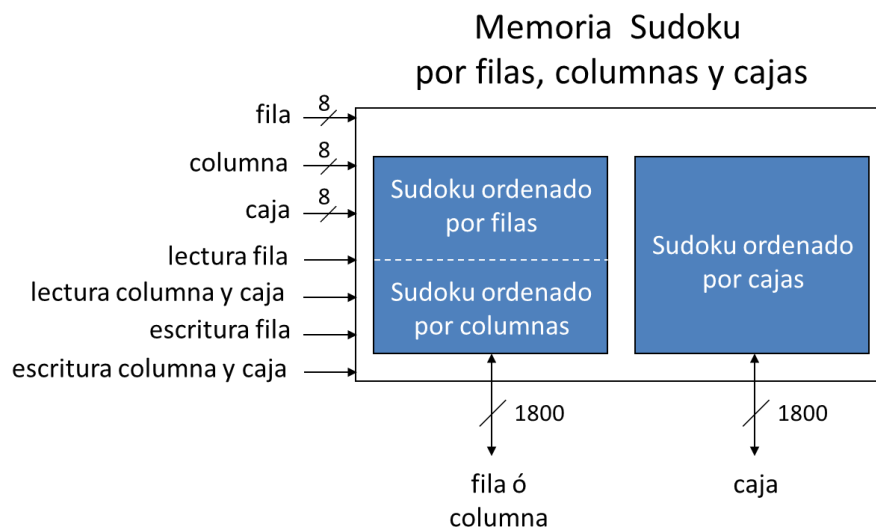 Memoria Sudoku
por filas, columnas y cajas
fila
8
columna
8
caja
8
lectura fila
lectura columna y caja
escritura fila
escritura columna y caja
Sudoku ordenado
por filas
Sudoku ordenado
por columnas
Sudoku ordenado
por cajas
1800
1800
fila ó
columna
caja